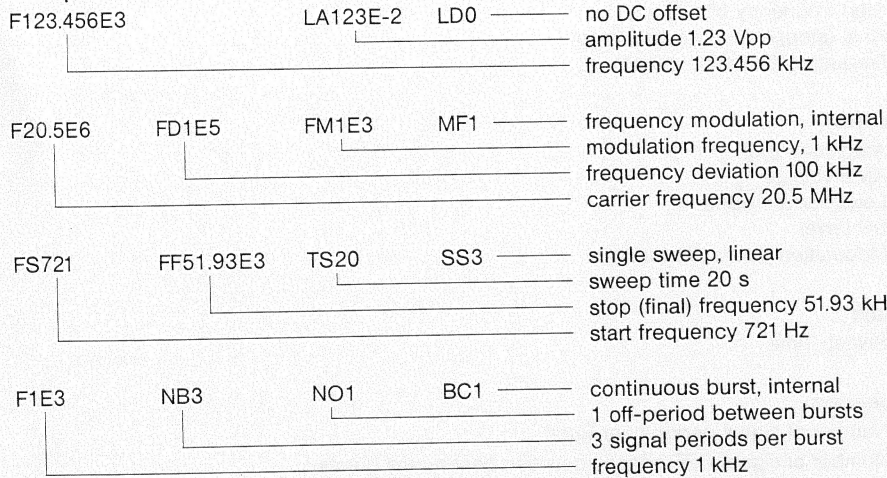 F123.456E3 LA123E-2 LD0 no DC offset
amplitude 1.23 Vpp
frequency 123.456 kHz
F20.5E6 FD1E5 FM1E3 MF1 frequency modulation, internal
modulation frequency, 1 kHz
frequency deviation 100 kHz
carrier frequency 20.5 MHz
FS721 FF51.93E3 TS20 SS3 single sweep, linear
sweep time 20 s
stop (final) frequency 51.93 kH
start frequency 721 Hz
F1E3 NB3 NO1 BC1 continuous burst, internal
1 off-period between bursts
3 signal periods per burst
frequency 1 kHz